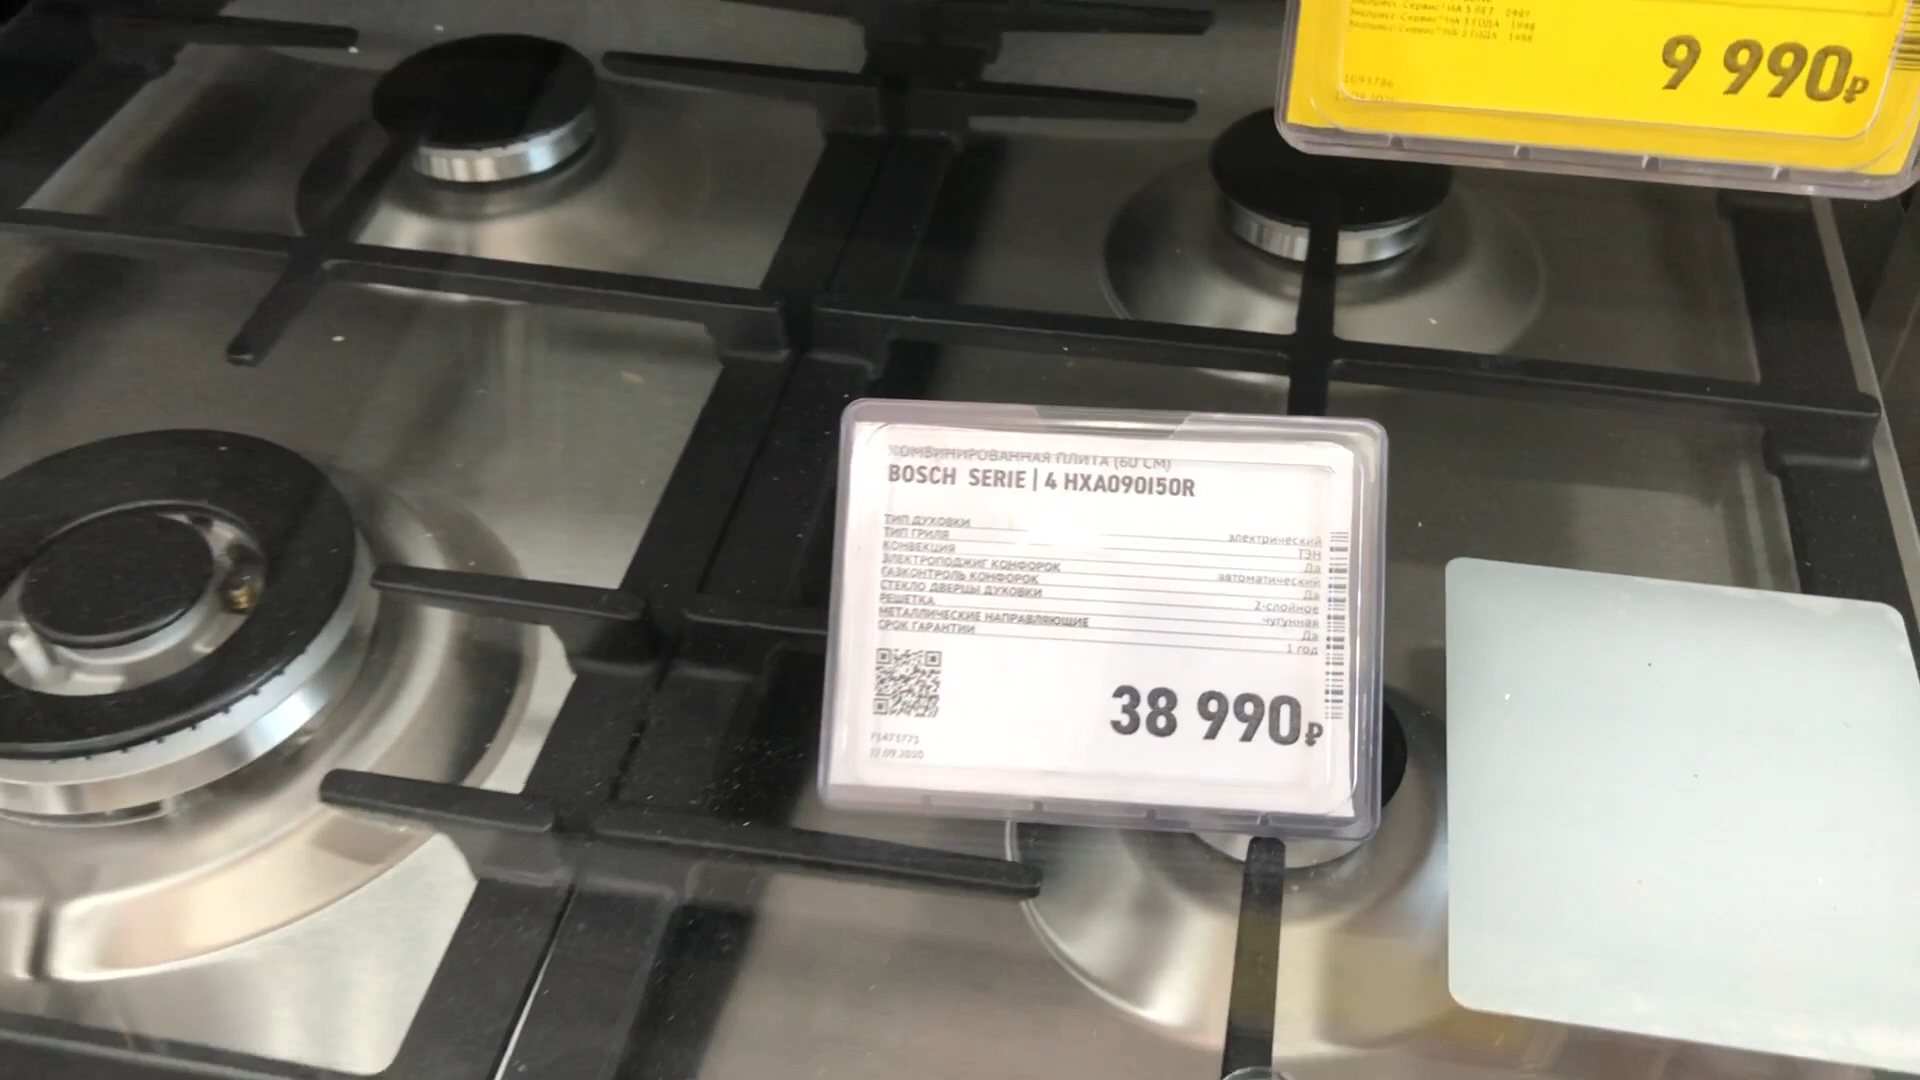 9 990₽
1093786
КОМБИНИРОВАННАЯ ПЛИТА (60 СМ)
BOSCH SERIE | 4 HXA090I50R
ТИП ДУХОВКИ электрический
ТИП ГРИЛЯ ТЭН
КОНВЕКЦИЯ Да
ЭЛЕКТРОПОДЖИГ КОНФОРОК автоматический
ГАЗКОНТРОЛЬ КОНФОРОК Да
СТЕКЛО ДВЕРЦЫ ДУХОВКИ 2-слойное
РЕШЕТКА чугунная
МЕТАЛЛИЧЕСКИЕ НАПРАВЛЯЮЩИЕ Да
СРОК ГАРАНТИИ 1 год
38 990₽